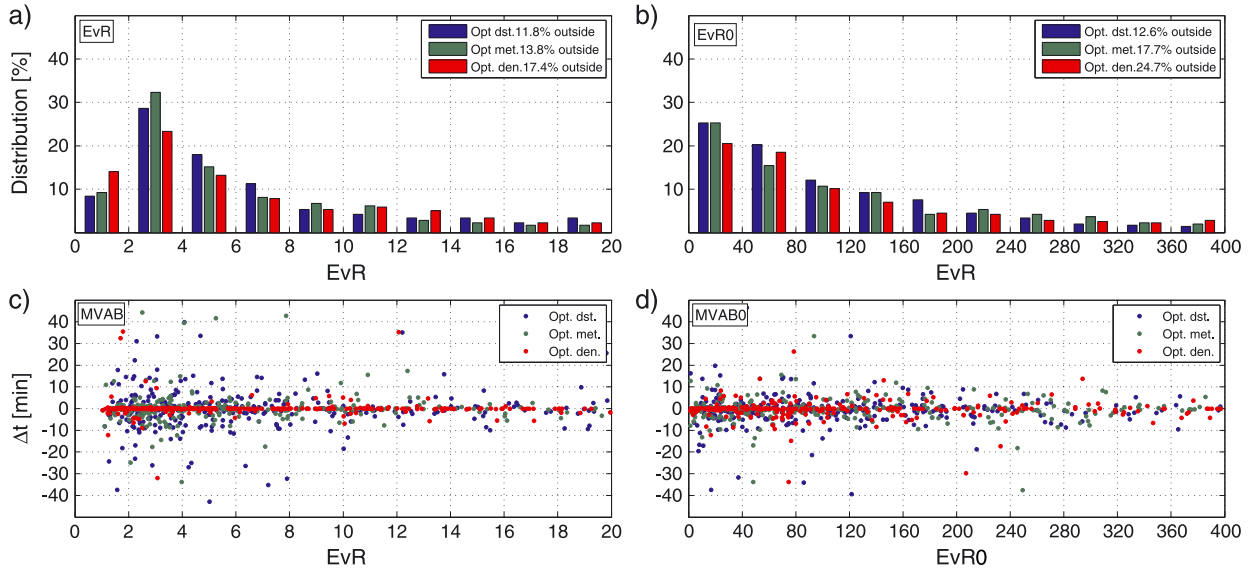 a)
EvR
Opt dst.11.8% outside
Opt met.13.8% outside
Opt. den.17.4% outside
Distribution [%]
40
30
20
10
0 2 4 6 8 10 12 14 16 18 20
EvR
b)
EvR0
Opt dst.12.6% outside
Opt met.17.7% outside
Opt. den.24.7% outside
40
30
20
10
0 40 80 120 160 200 240 280 320 360 400
EvR
c)
MVAB
Opt. dst.
Opt. met.
Opt. den.
Δt [min]
40
30
20
10
0
-10
-20
-30
-40
0 2 4 6 8 10 12 14 16 18 20
EvR
d)
MVAB0
Opt. dst.
Opt. met.
Opt. den.
40
30
20
10
0
-10
-20
-30
-40
0 40 80 120 160 215 260 300 320 360 400
EvR0